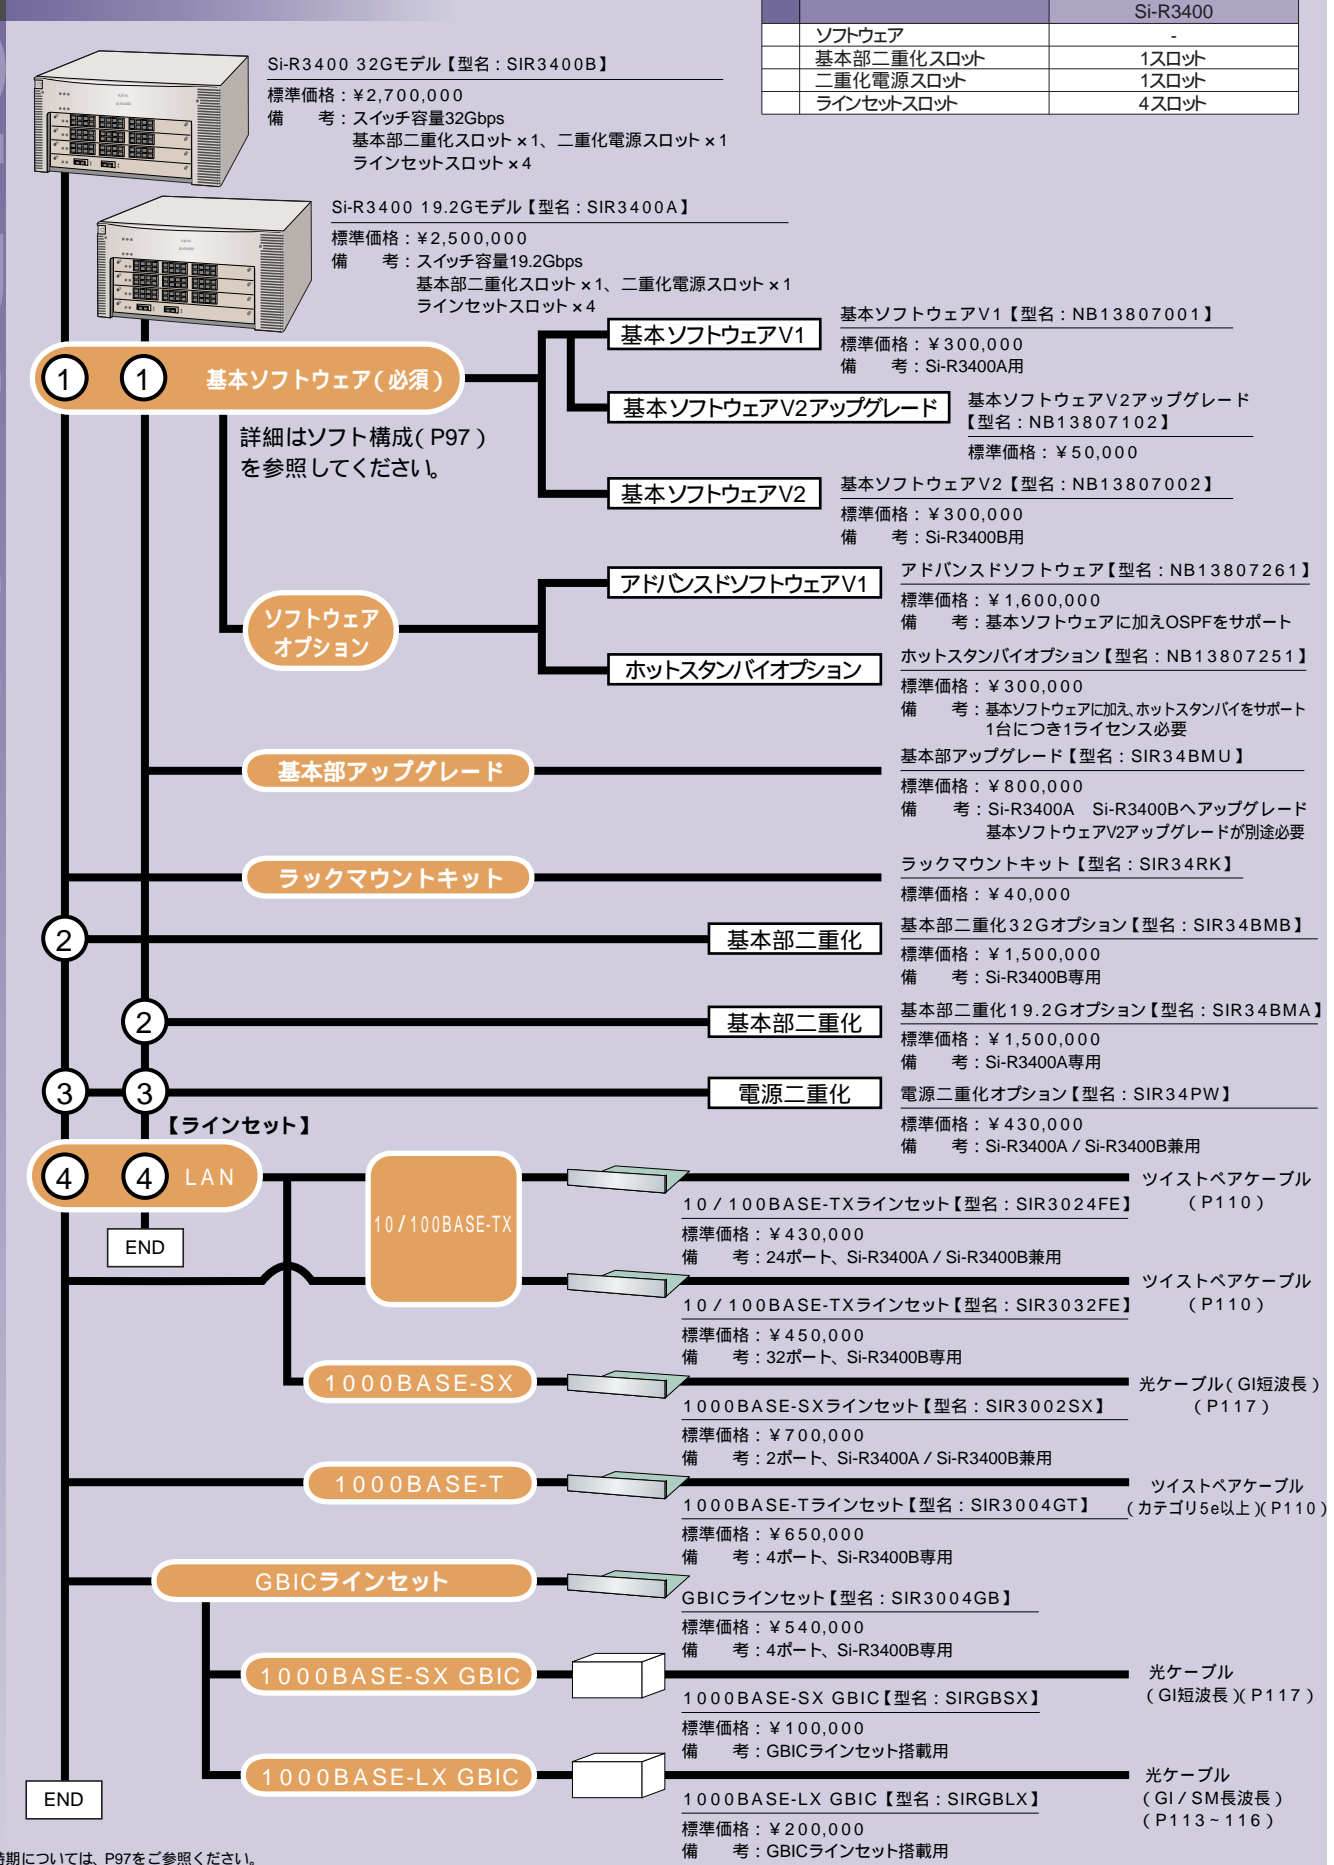 Si-R3400
ソフトウェア -
基本部二重化スロット 1スロット
二重化電源スロット 1スロット
ラインセットスロット 4スロット
Si-R3400 32Gモデル【型名：SIR3400B】
標準価格：¥2,700,000
備　考：スイッチ容量32Gbps
基本部二重化スロット×1、二重化電源スロット×1
ラインセットスロット×4
Si-R3400 19.2Gモデル【型名：SIR3400A】
標準価格：¥2,500,000
備　考：スイッチ容量19.2Gbps
基本部二重化スロット×1、二重化電源スロット×1
ラインセットスロット×4
1 1 基本ソフトウェア(必須)
詳細はソフト構成(P97)
を参照してください。
基本ソフトウェアV1
基本ソフトウェアV1【型名：NB13807001】
標準価格：¥300,000
備　考：Si-R3400A用
基本ソフトウェアV2アップグレード
基本ソフトウェアV2アップグレード
【型名：NB13807102】
標準価格：¥50,000
基本ソフトウェアV2
基本ソフトウェアV2【型名：NB13807002】
標準価格：¥300,000
備　考：Si-R3400B用
ソフトウェア
オプション
アドバンスドソフトウェアV1
アドバンスドソフトウェア【型名：NB13807261】
標準価格：¥1,600,000
備　考：基本ソフトウェアに加えOSPFをサポート
ホットスタンバイオプション
ホットスタンバイオプション【型名：NB13807251】
標準価格：¥300,000
備　考：基本ソフトウェアに加え、ホットスタンバイをサポート
1台につき1ライセンス必要
基本部アップグレード
基本部アップグレード【型名：SIR34BMU】
標準価格：¥800,000
備　考：Si-R3400A　Si-R3400Bへアップグレード
基本ソフトウェアV2アップグレードが別途必要
ラックマウントキット
ラックマウントキット【型名：SIR34RK】
標準価格：¥40,000
2
基本部二重化
基本部二重化32Gオプション【型名：SIR34BMB】
標準価格：¥1,500,000
備　考：Si-R3400B専用
2
基本部二重化
基本部二重化19.2Gオプション【型名：SIR34BMA】
標準価格：¥1,500,000
備　考：Si-R3400A専用
3 3
電源二重化
電源二重化オプション【型名：SIR34PW】
標準価格：¥430,000
備　考：Si-R3400A / Si-R3400B兼用
【ラインセット】
4 4 LAN
END
10/100BASE-TX
10/100BASE-TXラインセット【型名：SIR3024FE】
標準価格：¥430,000
備　考：24ポート、Si-R3400A / Si-R3400B兼用
ツイストペアケーブル
(P110)
10/100BASE-TXラインセット【型名：SIR3032FE】
標準価格：¥450,000
備　考：32ポート、Si-R3400B専用
ツイストペアケーブル
(P110)
1000BASE-SX
1000BASE-SXラインセット【型名：SIR3002SX】
標準価格：¥700,000
備　考：2ポート、Si-R3400A / Si-R3400B兼用
光ケーブル(GI短波長)
(P117)
1000BASE-T
1000BASE-Tラインセット【型名：SIR3004GT】
標準価格：¥650,000
備　考：4ポート、Si-R3400B専用
ツイストペアケーブル
(カテゴリ5e以上)(P110)
GBICラインセット
GBICラインセット【型名：SIR3004GB】
標準価格：¥540,000
備　考：4ポート、Si-R3400B専用
1000BASE-SX GBIC
1000BASE-SX GBIC【型名：SIRGBSX】
標準価格：¥100,000
備　考：GBICラインセット搭載用
光ケーブル
(GI短波長)(P117)
1000BASE-LX GBIC
1000BASE-LX GBIC【型名：SIRGBLX】
標準価格：¥200,000
備　考：GBICラインセット搭載用
光ケーブル
(GI/SM長波長)
(P113~116)
END
時期については、P97をご参照ください。